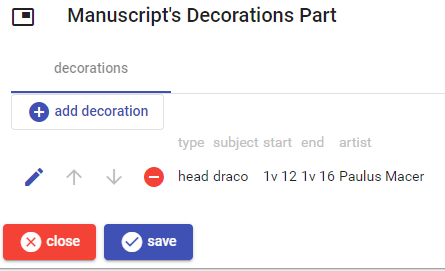 Manuscript's Decorations Part
decorations
add decoration
type subject start end artist
head draco 1v 12 1v 16 Paulus Macer
close save